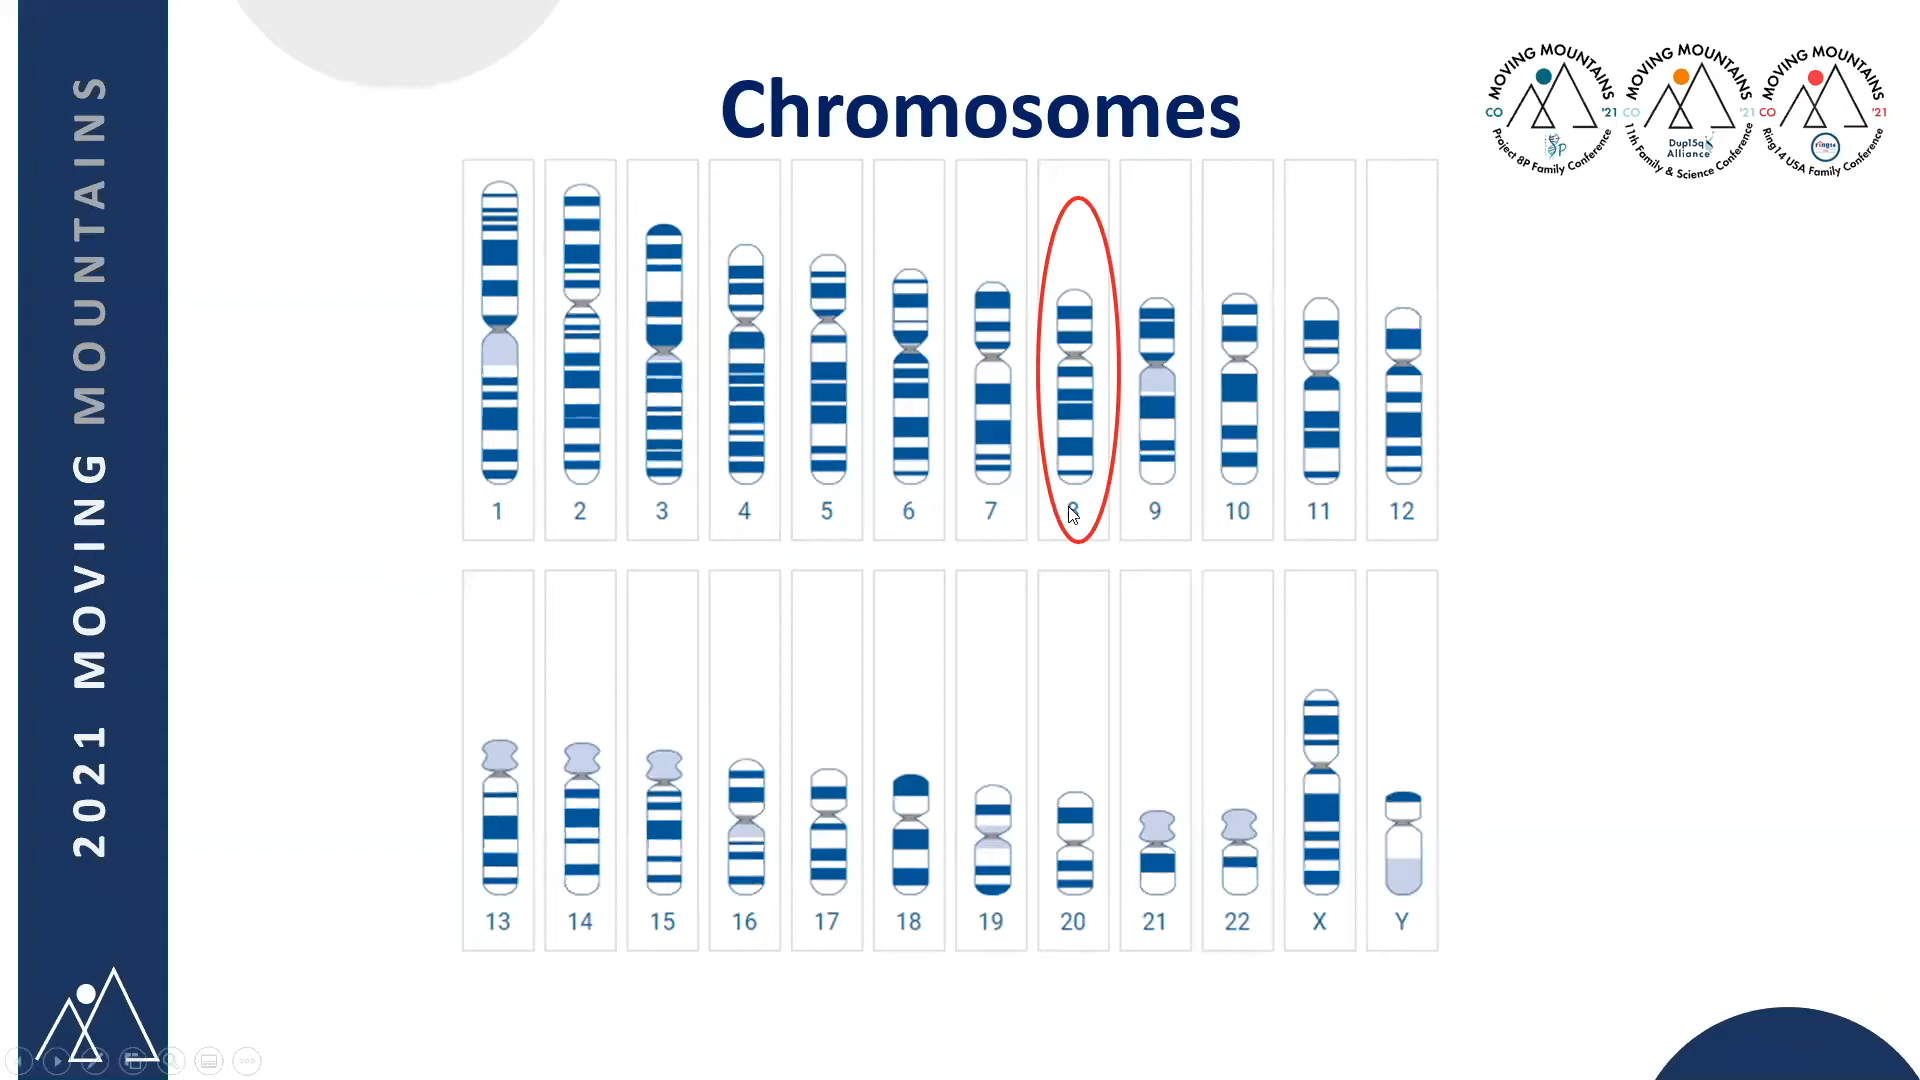 Chromosomes
2021 MOVING MOUNTAINS
MOVING MOUNTAINS
CO '21
Project 8P Family Conference
8P
MOVING MOUNTAINS
CO '21
Dup15q
Alliance
11th Family & Science Conference
MOVING MOUNTAINS
CO '21
ring14
Ring14 USA Family Conference
1 2 3 4 5 6 7 8 9 10 11 12
13 14 15 16 17 18 19 20 21 22 X Y